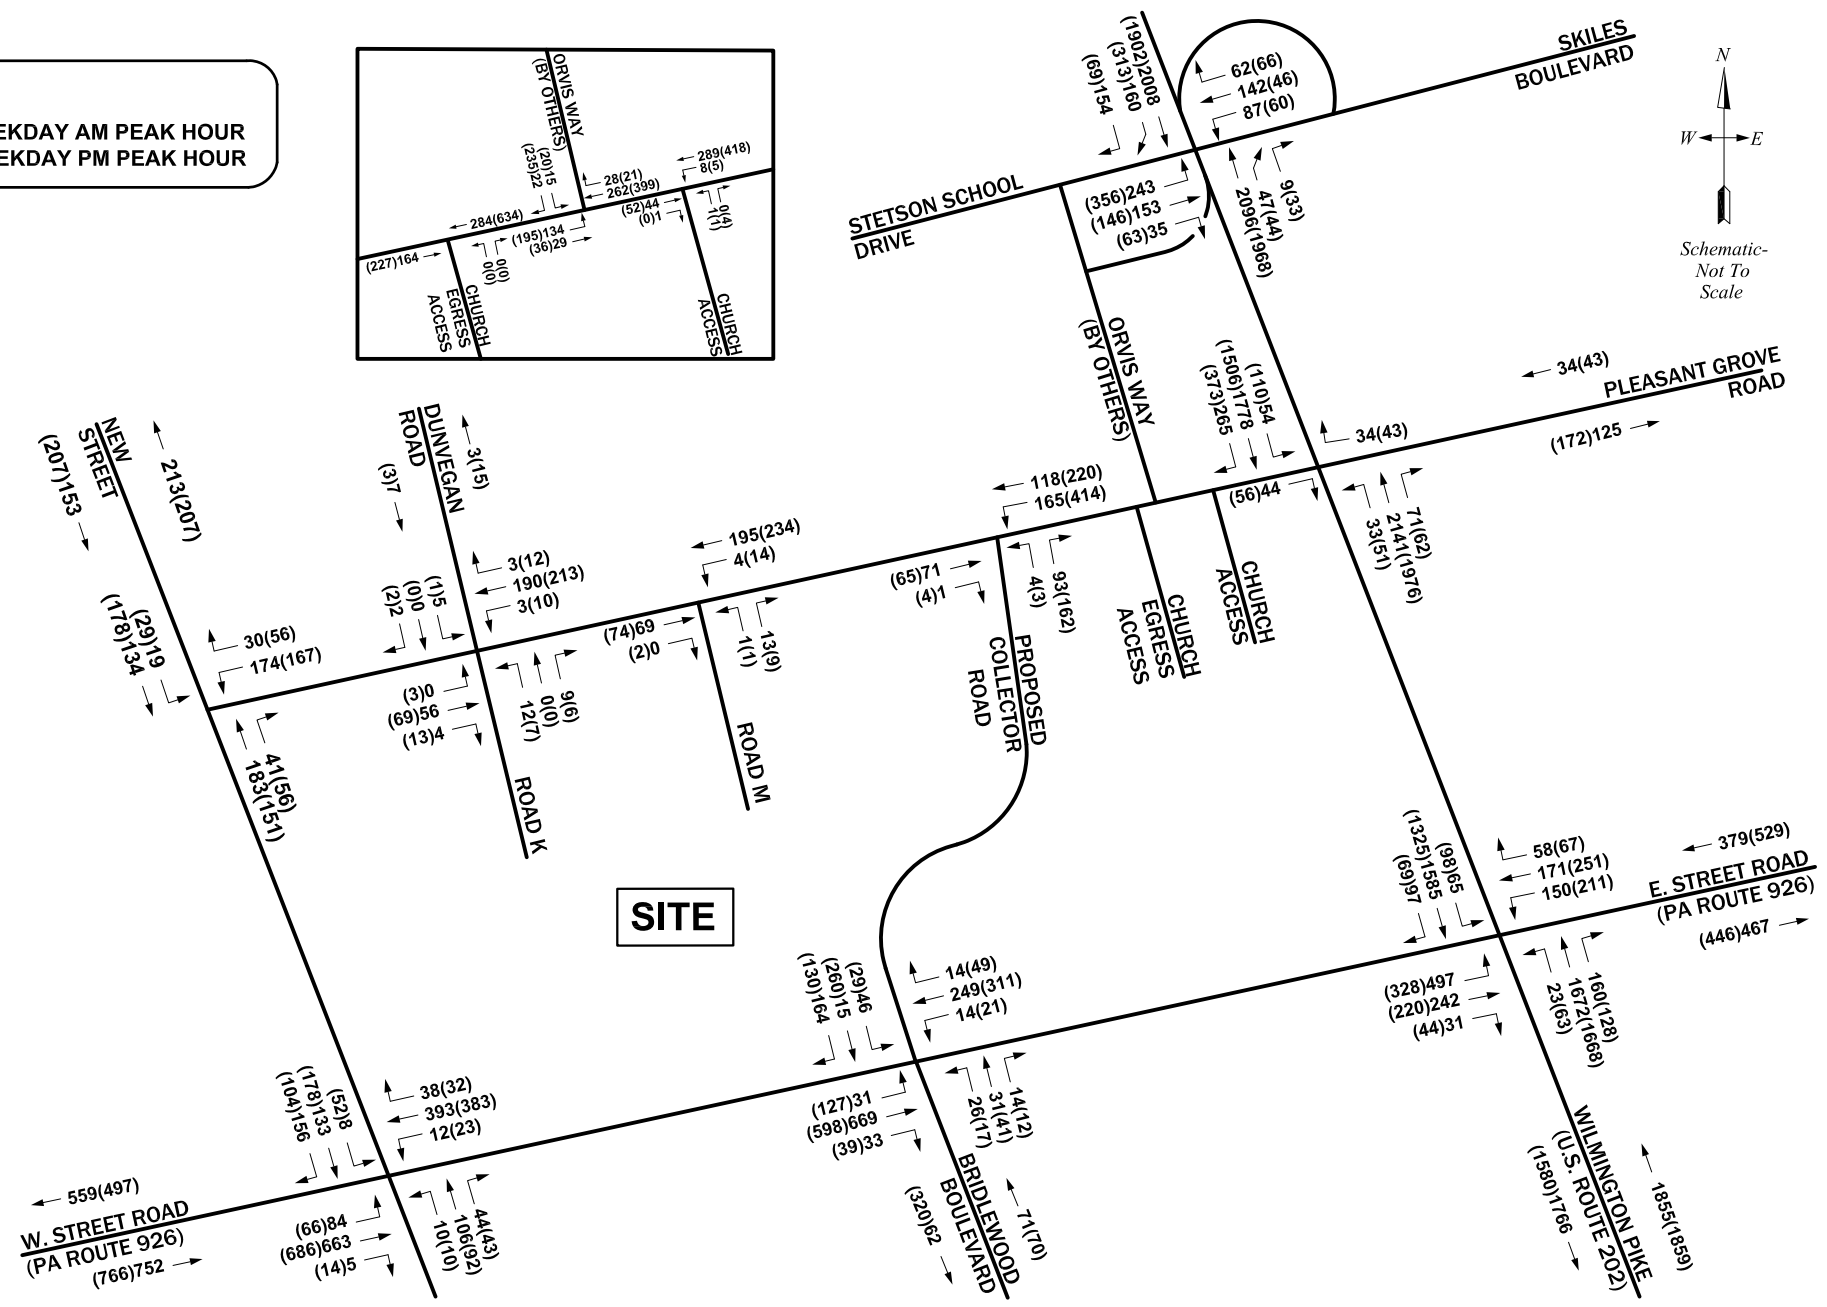 EKDAY AM PEAK HOUR
EKDAY PM PEAK HOUR
ORVIS WAY
(BY OTHERS)
(201)15
(235)22
28(21)
262(399)
289(418)
8(5)
284(634)
(195)134
(36)29
(52)44
(0)1
0(4)
1(1)
(227)164
0(0)
0(0)
CHURCH
EGRESS
ACCESS
CHURCH
ACCESS
(1902)2008
(313)160
(69)154
62(66)
142(46)
87(60)
SKILES
BOULEVARD
N
W
E
Schematic-
Not To
Scale
STETSON SCHOOL
DRIVE
(356)243
(146)153
(63)35
9(33)
47(44)
2096(1968)
ORVIS WAY
(BY OTHERS)
(110)54
(1506)1778
(373)265
34(43)
PLEASANT GROVE
ROAD
34(43)
(172)125
(56)44
71(62)
2141(1976)
33(51)
NEW
STREET
(207)153
213(207)
DUNVEGAN
ROAD
3(15)
(3)7
118(220)
165(414)
195(234)
4(14)
3(12)
190(213)
3(10)
(1)5
(0)0
(2)2
(65)71
(4)1
93(162)
4(3)
CHURCH
EGRESS
ACCESS
CHURCH
ACCESS
(29)19
(178)134
30(56)
174(167)
(74)69
(2)0
13(9)
1(1)
(3)0
(69)56
(13)4
9(6)
0(0)
12(7)
PROPOSED
COLLECTOR
ROAD
41(56)
183(151)
ROAD K
ROAD M
SITE
(98)65
(1325)1585
(69)97
58(67)
171(251)
150(211)
379(529)
E. STREET ROAD
(PA ROUTE 926)
(446)467
(29)46
(260)15
(130)164
14(49)
249(311)
14(21)
(328)497
(220)242
(44)31
160(128)
1672(1668)
23(63)
(52)8
(178)133
(104)156
38(32)
393(383)
12(23)
(127)31
(598)669
(39)33
14(12)
31(41)
26(17)
559(497)
W. STREET ROAD
(PA ROUTE 926)
(766)752
(66)84
(686)663
(14)5
44(43)
106(92)
10(10)
BRIDLEWOOD
BOULEVARD
(320)62
71(70)
WILMINGTON PIKE
(U.S. ROUTE 202)
(1580)1766
1855(1859)